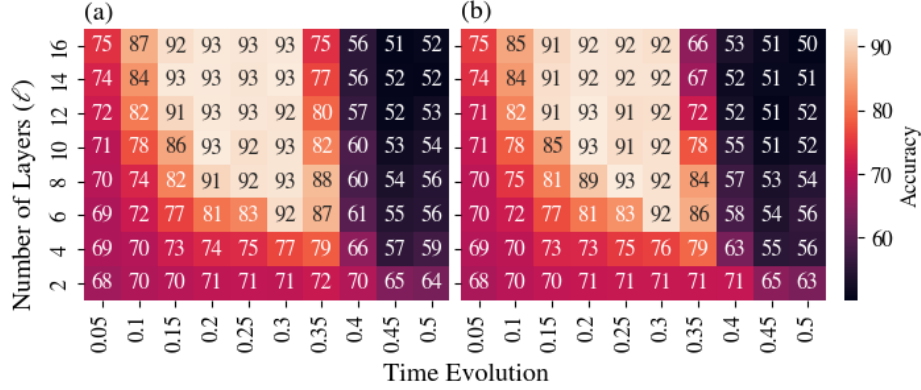 (a) (b)
16 75 87 92 93 93 93 75 56 51 52 75 85 91 92 92 92 66 53 51 50
14 74 84 93 93 93 93 77 56 52 52 74 84 91 92 92 92 67 52 51 51
12 72 82 91 93 93 92 80 57 52 53 71 82 91 93 91 92 72 52 51 52
10 71 78 86 93 92 93 82 60 53 54 71 78 85 93 91 92 78 55 51 52
8 70 74 82 91 92 93 88 60 54 56 70 75 81 89 93 92 84 57 53 54
6 69 72 77 81 83 92 87 61 55 56 70 72 77 81 83 92 86 58 54 56
4 69 70 73 74 75 77 79 66 57 59 69 70 73 73 75 76 79 63 55 56
2 68 70 70 71 71 72 70 65 64 68 70 70 71 71 71 71 71 65 63
0.05 0.1 0.15 0.2 0.25 0.3 0.35 0.4 0.45 0.5 0.05 0.1 0.15 0.2 0.25 0.3 0.35 0.4 0.45 0.5
Time Evolution
Number of Layers (ℓ)
90
80
70
60
Accuracy